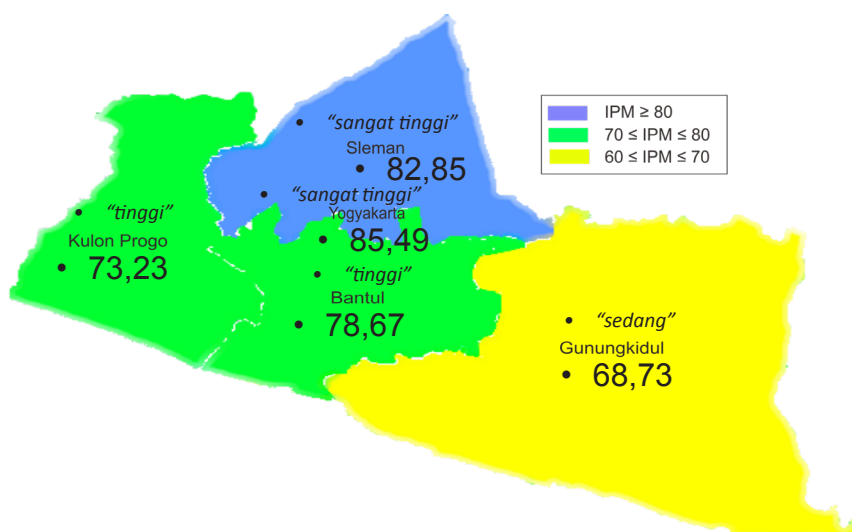 IPM ≥ 80
70 ≤ IPM ≤ 80
60 ≤ IPM ≤ 70
• “sangat tinggi”
Sleman
• 82,85
• “sangat tinggi”
Yogyakarta
• 85,49
• “tinggi”
Kulon Progo
• 73,23
• “tinggi”
Bantul
• 78,67
• “sedang”
Gunungkidul
• 68,73